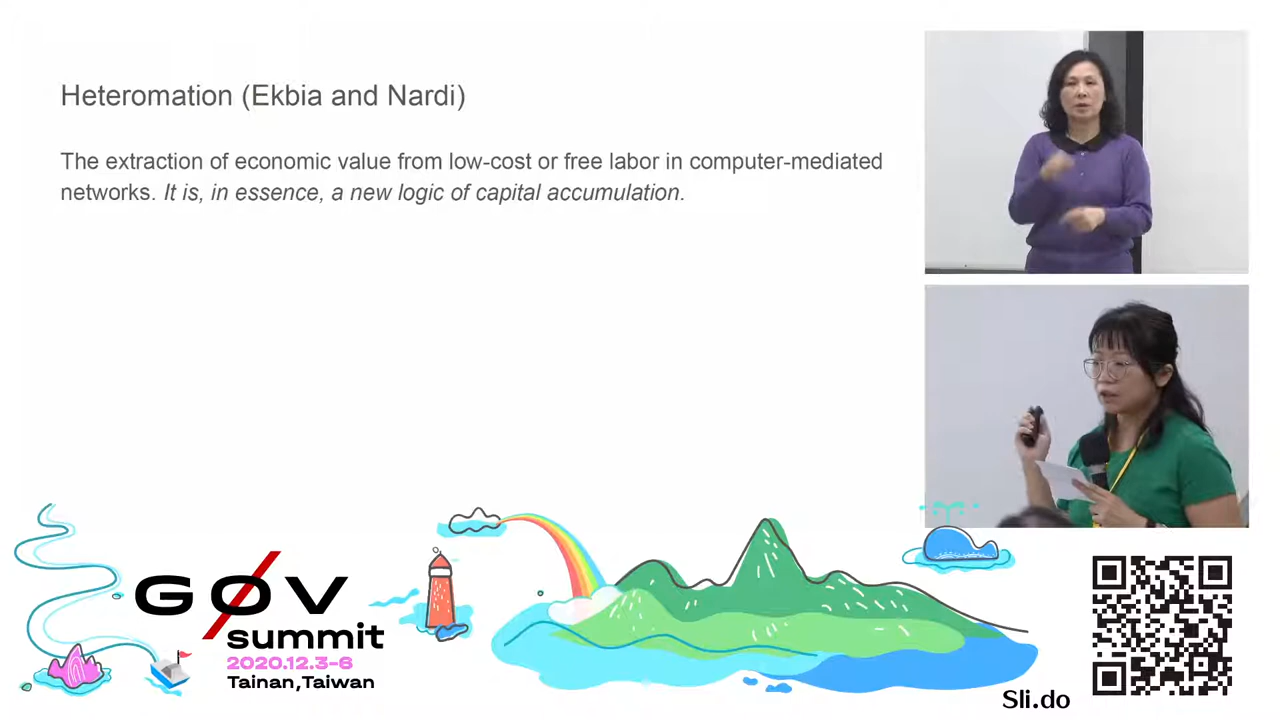 Heteromation (Ekbia and Nardi)
The extraction of economic value from low-cost or free labor in computer-mediated
networks. It is, in essence, a new logic of capital accumulation.
GØV
summit
2020.12.3-6
Tainan,Taiwan
Sli.do